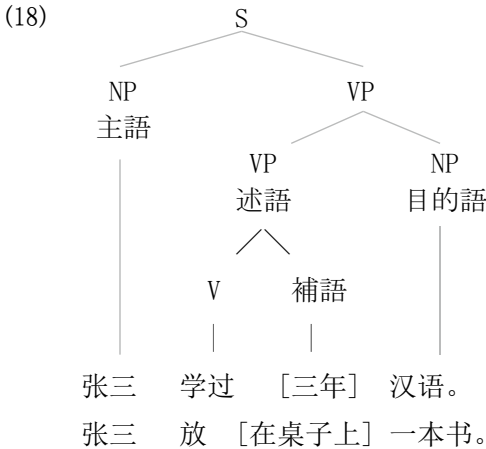 (18) S
NP VP
主語
VP NP
述語 目的語
V 補語
张三 学过 [三年] 汉语。
张三 放 [在桌子上] 一本书。